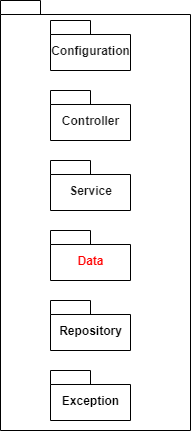 Configuration
Controller
Service
Data
Repository
Exception